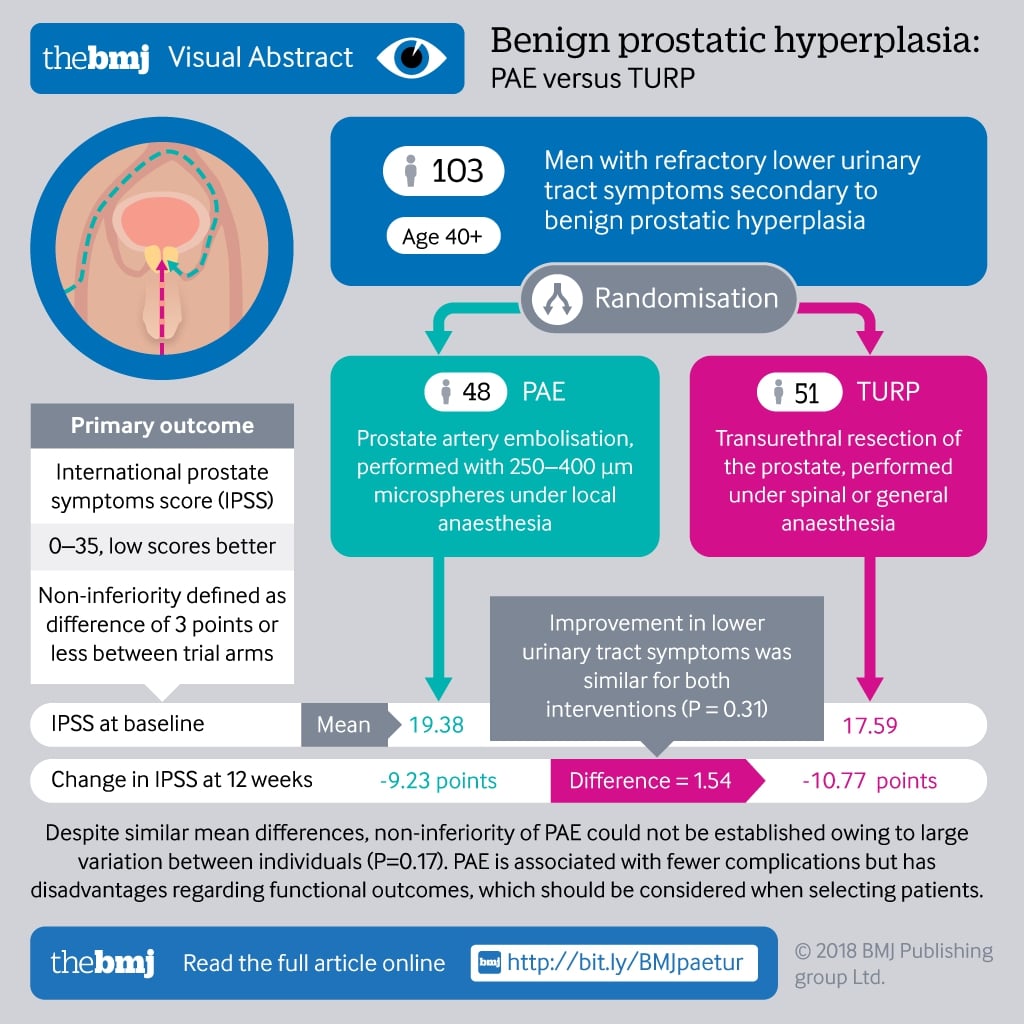 thebmj Visual Abstract
Benign prostatic hyperplasia:
PAE versus TURP
103
Age 40+
Men with refractory lower urinary
tract symptoms secondary to
benign prostatic hyperplasia
Randomisation
48 PAE
Prostate artery embolisation,
performed with 250–400 µm
microspheres under local
anaesthesia
51 TURP
Transurethral resection of
the prostate, performed
under spinal or general
anaesthesia
Primary outcome
International prostate
symptoms score (IPSS)
0–35, low scores better
Non-inferiority defined as
difference of 3 points or
less between trial arms
Improvement in lower
urinary tract symptoms was
similar for both
interventions (P = 0.31)
IPSS at baseline Mean 19.38 17.59
Change in IPSS at 12 weeks -9.23 points Difference = 1.54 -10.77 points
Despite similar mean differences, non-inferiority of PAE could not be established owing to large
variation between individuals (P=0.17). PAE is associated with fewer complications but has
disadvantages regarding functional outcomes, which should be considered when selecting patients.
thebmj Read the full article online bmj http://bit.ly/BMJpaetur
© 2018 BMJ Publishing
group Ltd.